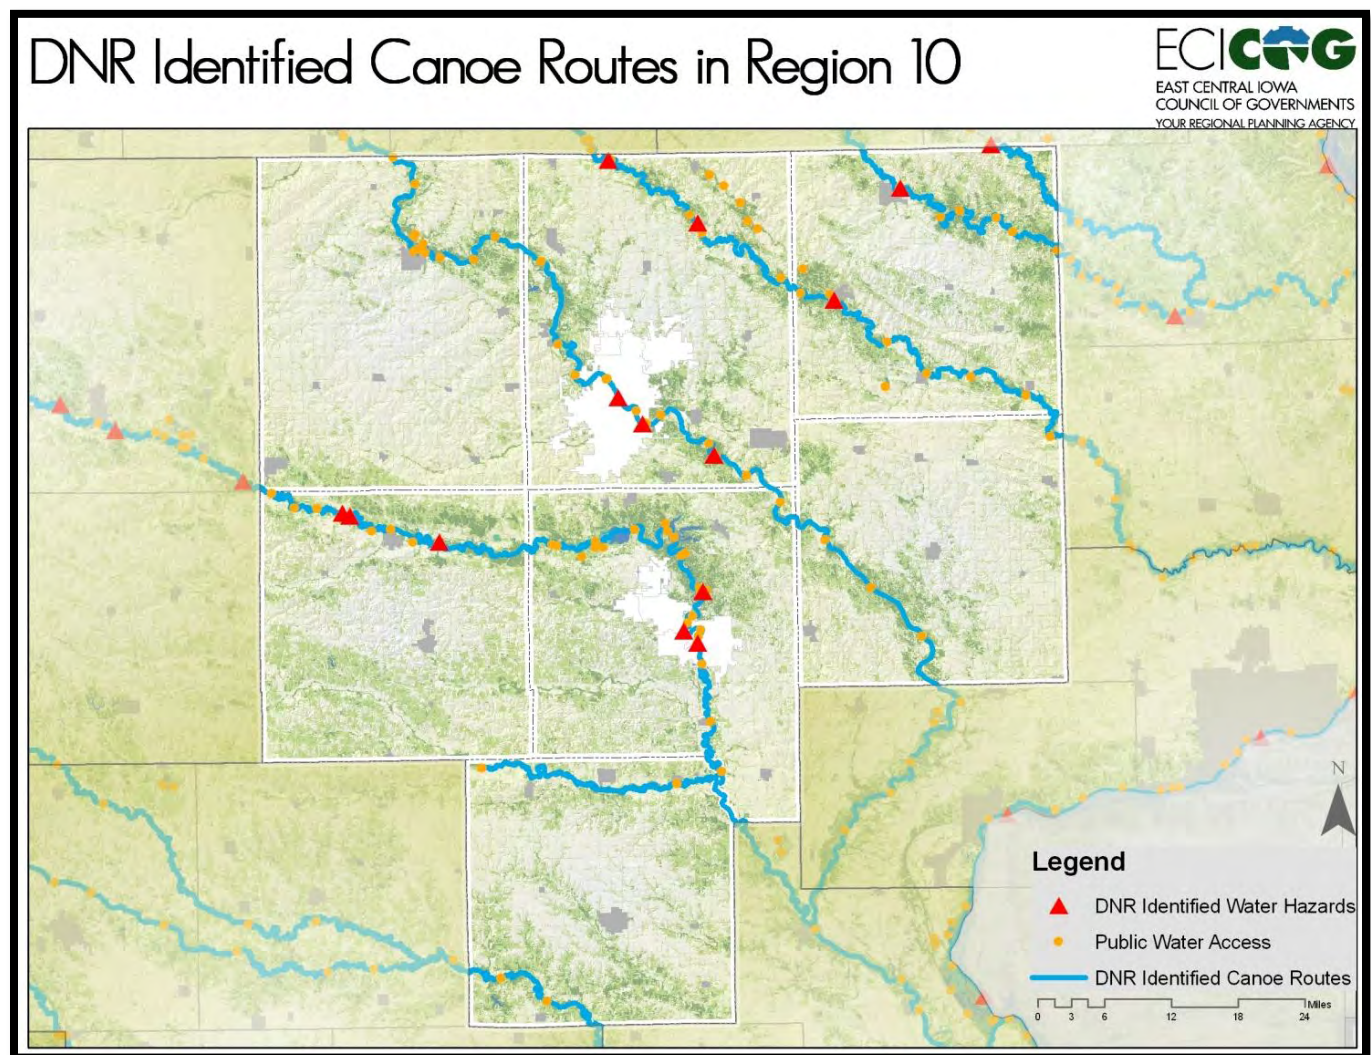 DNR Identified Canoe Routes in Region 10
ECICOG
EAST CENTRAL IOWA
COUNCIL OF GOVERNMENTS
YOUR REGIONAL PLANNING AGENCY
N
Legend
DNR Identified Water Hazards
Public Water Access
DNR Identified Canoe Routes
Miles
0 3 6 12 18 24